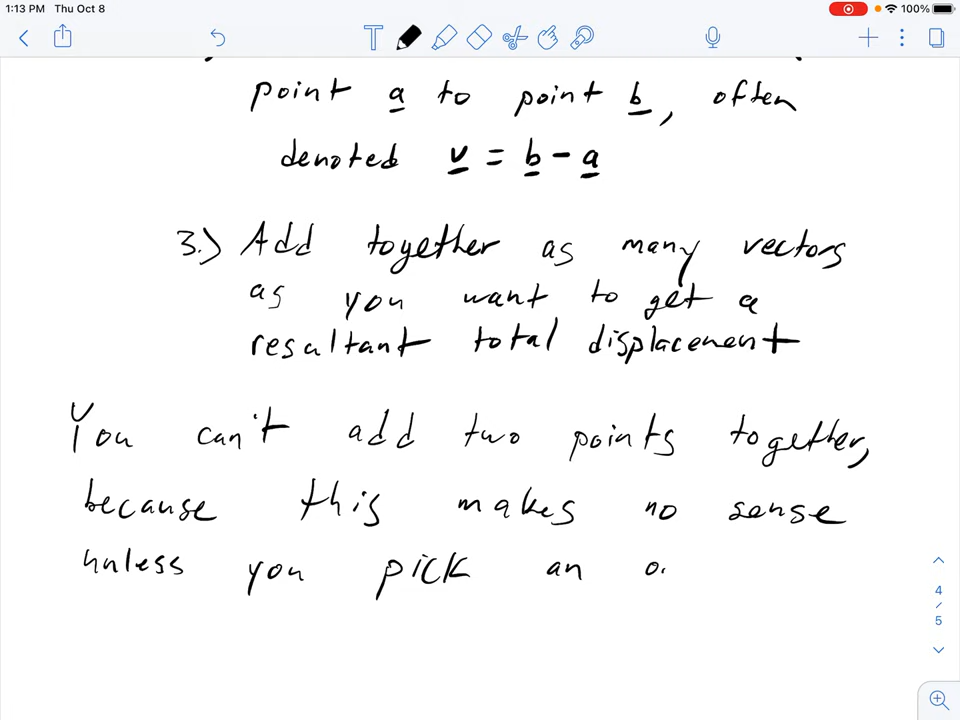 1:13 PM Thu Oct 8
100%
point a to point b, often
denoted v = b - a
3.) Add together as many vectors
as you want to get a
resultant total displacement
You can't add two points together,
because this makes no sense
unless you pick an o
4
/
5